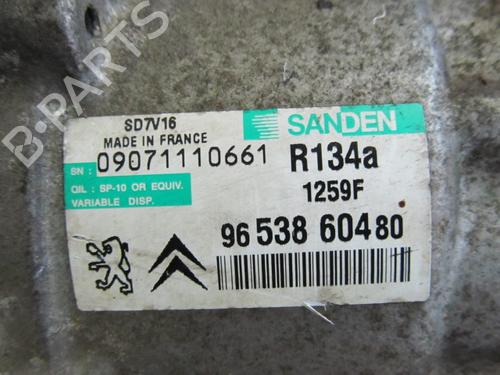 SD7V16
MADE IN FRANCE
SANDEN
SN : 09071110661
R134a
OIL : SP-10 OR EQUIV.
VARIABLE DISP.
1259F
96 538 604 80